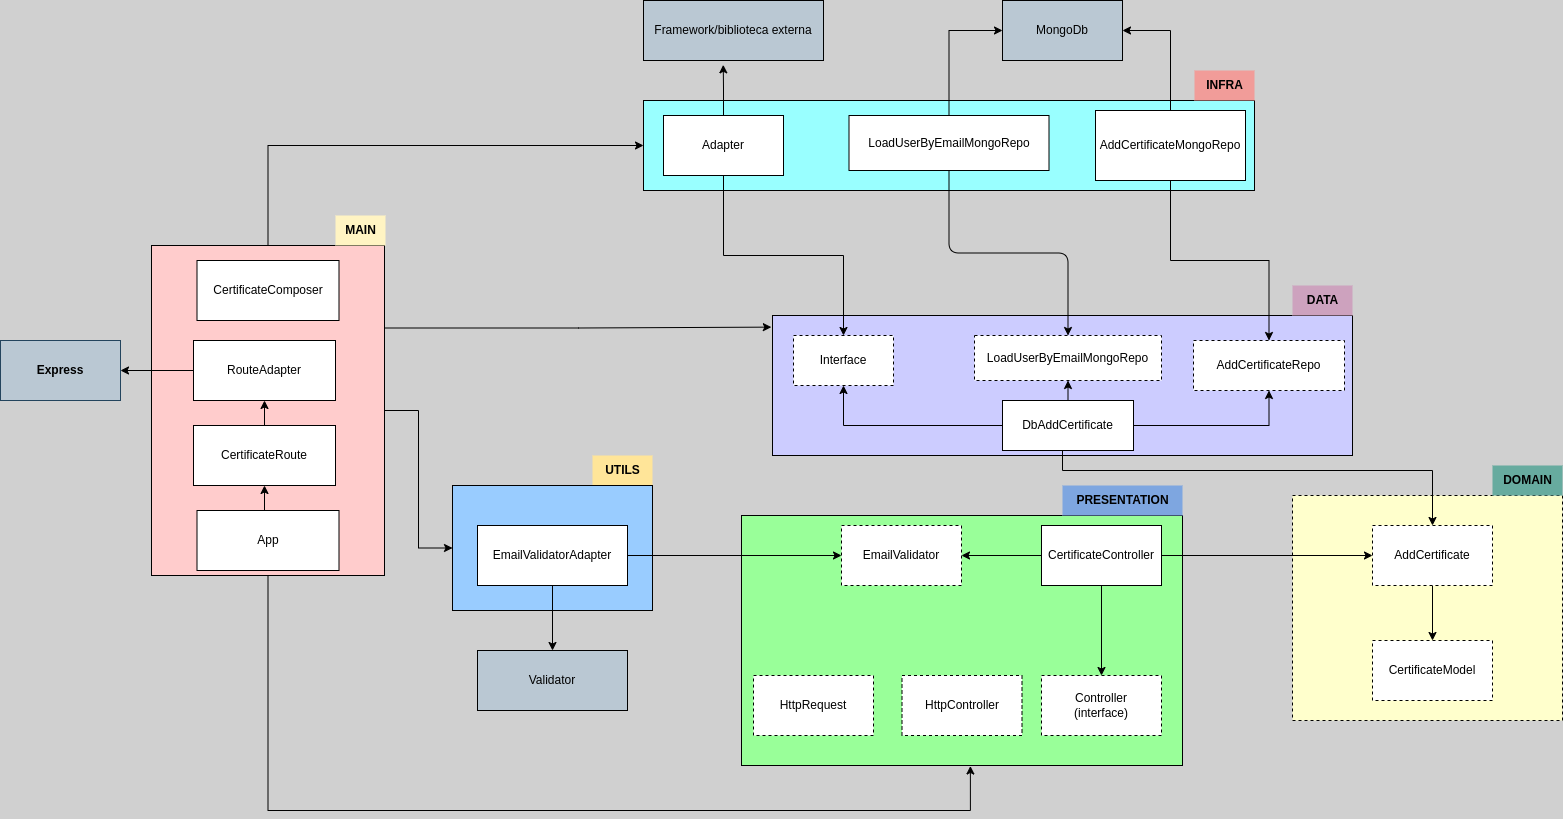 Framework/biblioteca externa
MongoDb
INFRA
Adapter
LoadUserByEmailMongoRepo
AddCertificateMongoRepo
MAIN
CertificateComposer
RouteAdapter
CertificateRoute
App
Express
DATA
Interface
LoadUserByEmailMongoRepo
AddCertificateRepo
DbAddCertificate
UTILS
EmailValidatorAdapter
Validator
PRESENTATION
EmailValidator
CertificateController
HttpRequest
HttpController
Controller
(interface)
DOMAIN
AddCertificate
CertificateModel